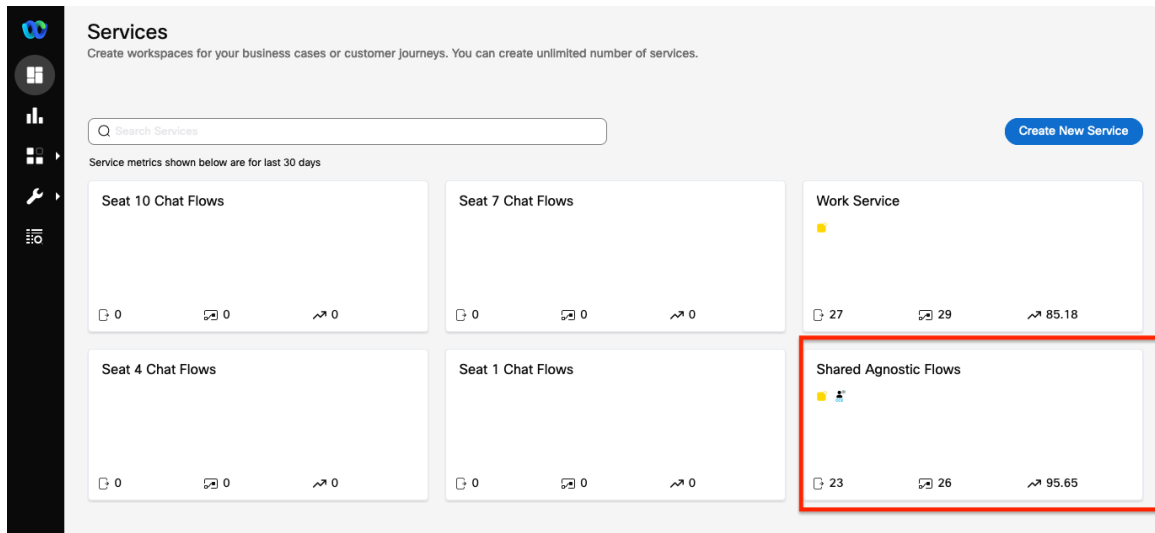 Services
Create workspaces for your business cases or customer journeys. You can create unlimited number of services.
Search Services
Create New Service
Service metrics shown below are for last 30 days
Seat 10 Chat Flows
Seat 7 Chat Flows
Work Service
0 0 0
0 0 0
27 29 85.18
Seat 4 Chat Flows
Seat 1 Chat Flows
Shared Agnostic Flows
0 0 0
0 0 0
23 26 95.65